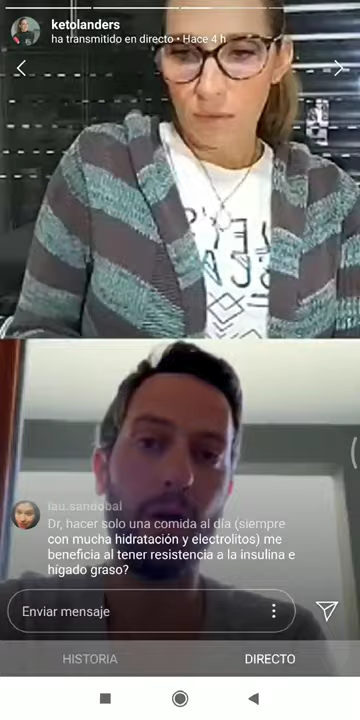 ketolanders
ha transmitido en directo • Hace 4 h
lau.sandobal
Dr, hacer solo una comida al día (siempre
con mucha hidratación y electrolitos) me
beneficia al tener resistencia a la insulina e
hígado graso?
Enviar mensaje
HISTORIA
DIRECTO